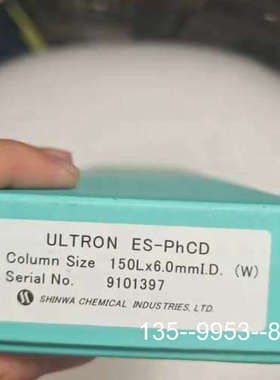 ULTRON ES-PhCD
Column Size 150Lx6.0mmI.D. (W)
Serial No. 9101397
SHINWA CHEMICAL INDUSTRIES, LTD.
135--9953--8